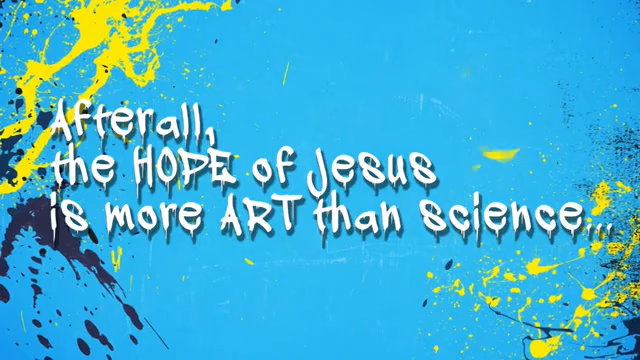 Afterall,
the HOPE of Jesus
is more ART than science...